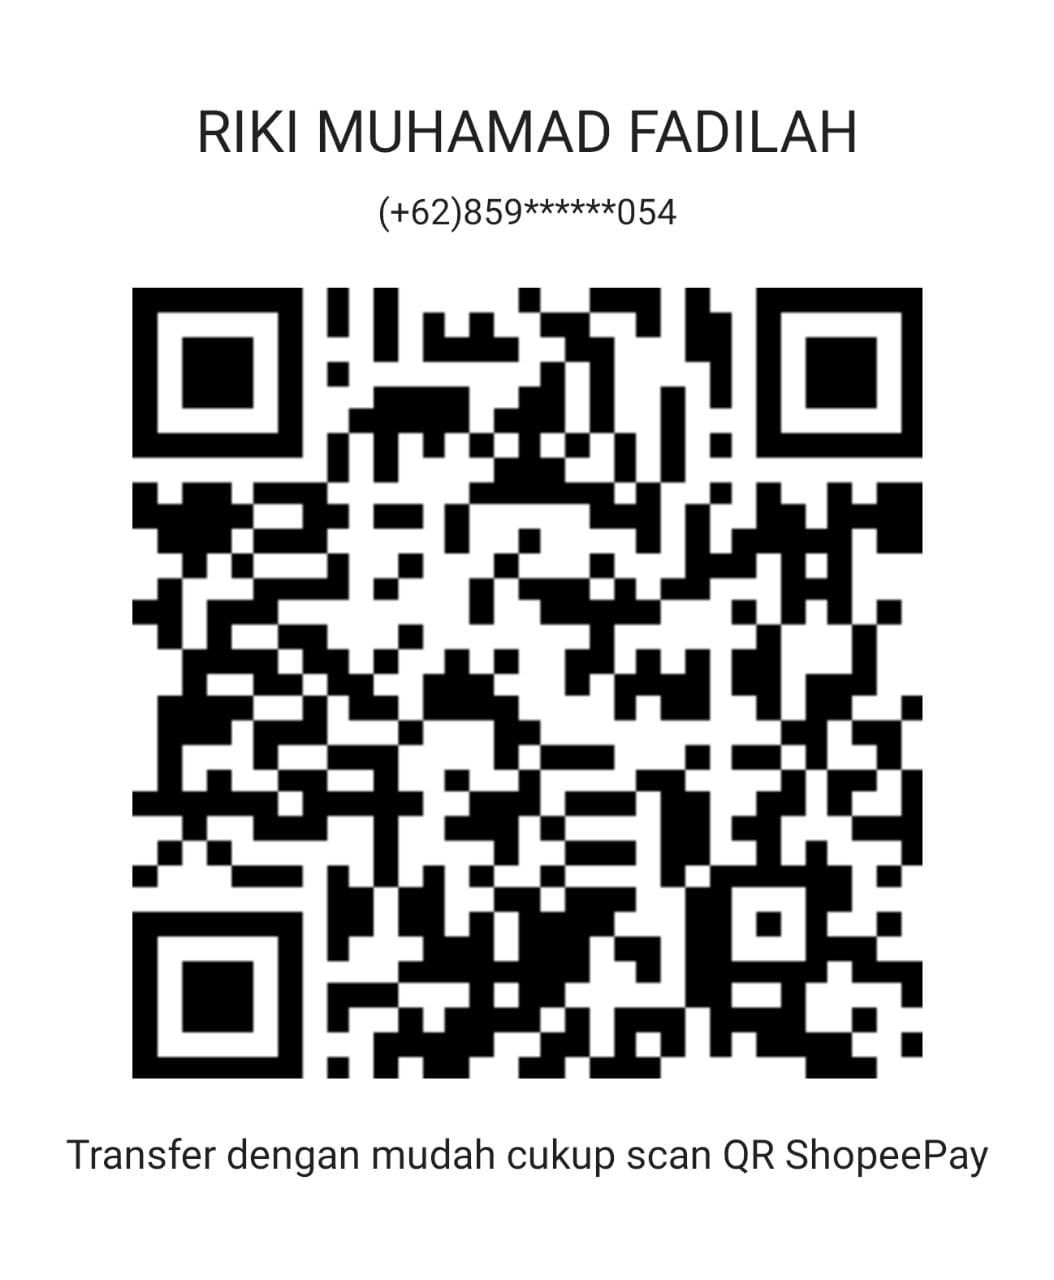 RIKI MUHAMAD FADILAH
(+62)859******054
Transfer dengan mudah cukup scan QR ShopeePay